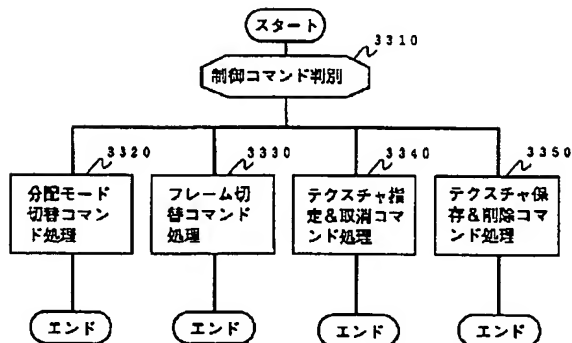 スタート
3310
制御コマンド判別
3320
3330
3340
3350
分配モード
切替コマン
ド処理
フレーム切
替コマンド
処理
テクスチャ指
定&取消コマ
ンド処理
テクスチャ保
存&削除コマ
ンド処理
エンド
エンド
エンド
エンド